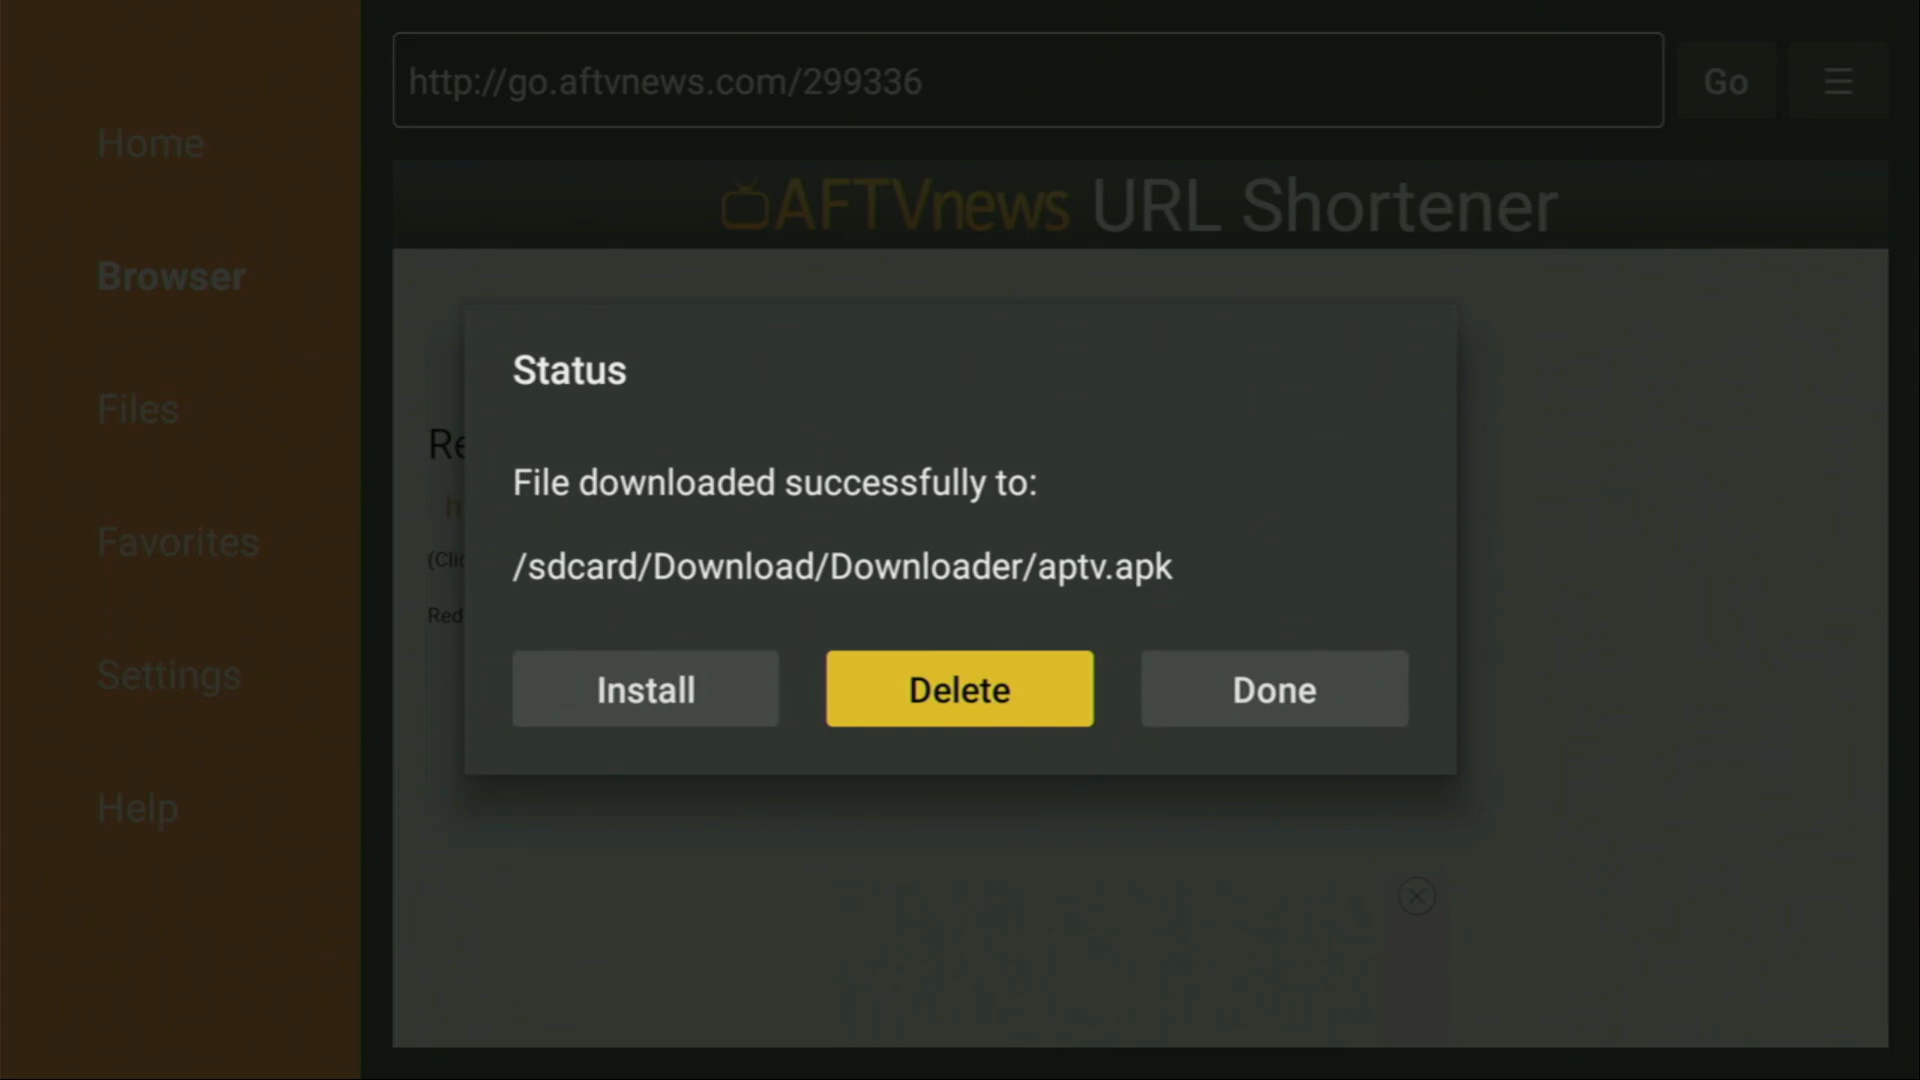 http://go.aftvnews.com/299336
Go
Home
Browser
Files
Favorites
Settings
Help
AFTVnews URL Shortener
Status
File downloaded successfully to:
/sdcard/Download/Downloader/aptv.apk
Install
Delete
Done